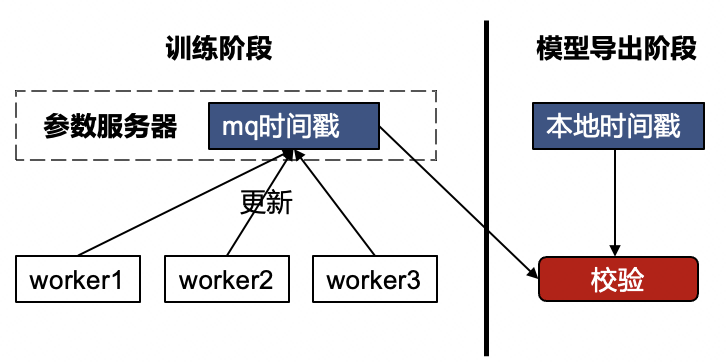 训练阶段
模型导出阶段
参数服务器
mq时间戳
本地时间戳
更新
worker1
worker2
worker3
校验